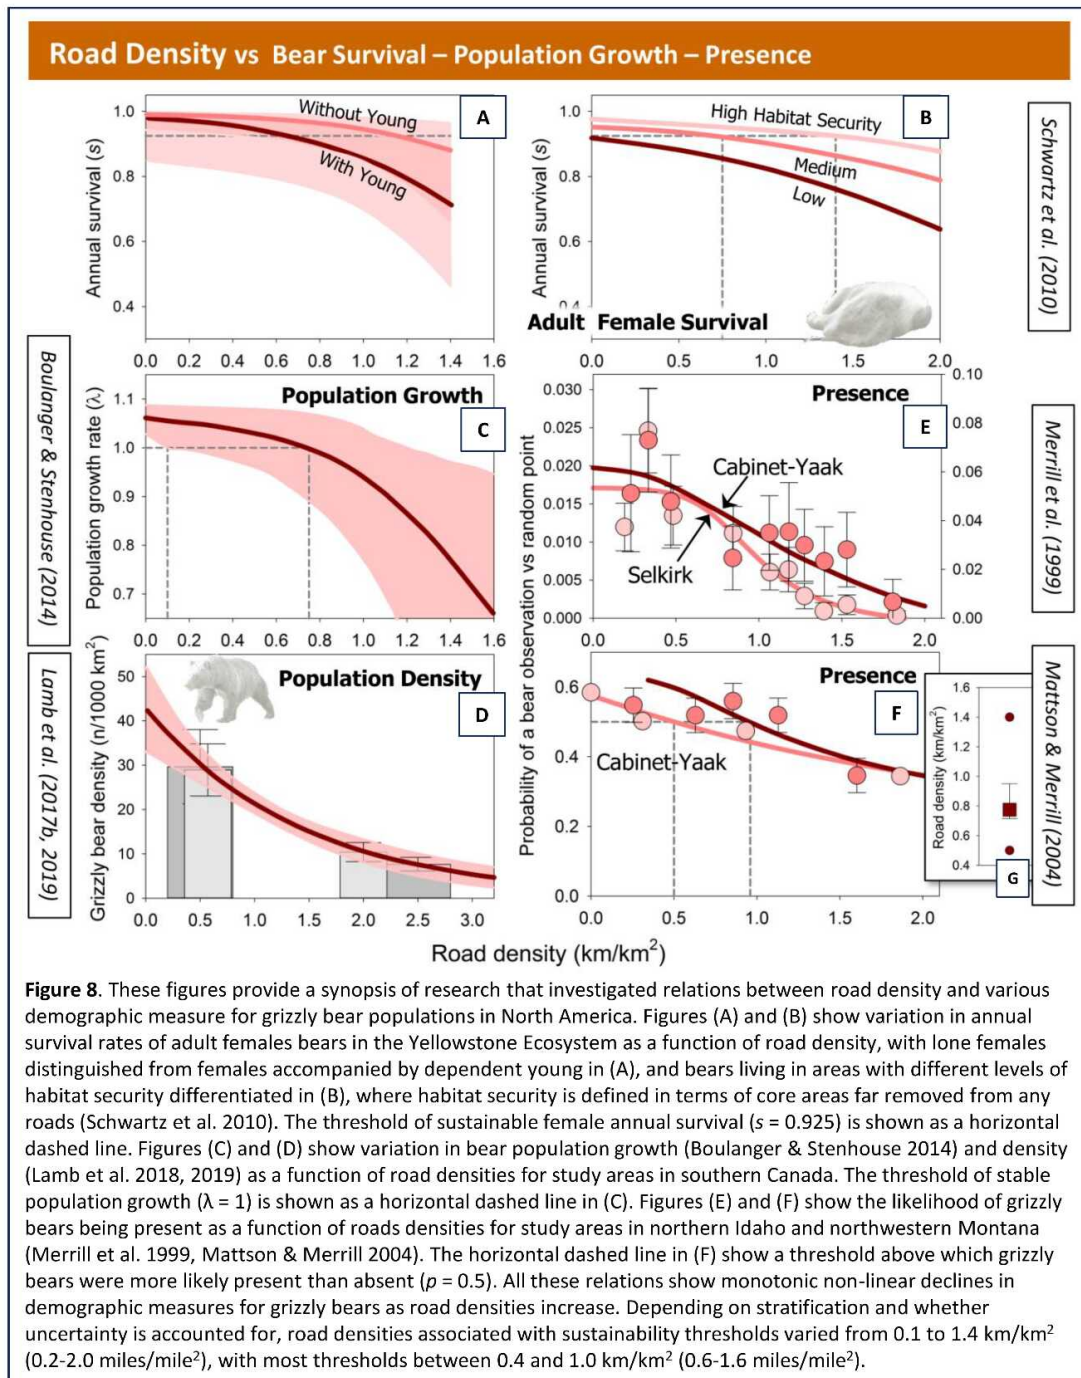 Road Density vs Bear Survival – Population Growth – Presence
A
Without Young
With Young
Annual survival (s)
1.0
0.8
0.6
0.4
0.0 0.2 0.4 0.6 0.8 1.0 1.2 1.4 1.6
B
High Habitat Security
Medium
Low
Annual survival (s)
1.0
0.8
0.6
0.4
Adult Female Survival
0.0 0.5 1.0 1.5 2.0
Schwartz et al. (2010)
Boulanger & Stenhouse (2014)
Population Growth
C
Population growth rate (λ)
1.1
1.0
0.9
0.8
0.7
0.0 0.2 0.4 0.6 0.8 1.0 1.2 1.4 1.6
Presence
E
Cabinet-Yaak
Selkirk
Probability of a bear observation vs random point
0.030
0.025
0.020
0.015
0.010
0.005
0.000
0.10
0.08
0.06
0.04
0.02
0.00
0.0 0.5 1.0 1.5 2.0
Merrill et al. (1999)
Lamb et al. (2017b, 2019)
Population Density
D
Grizzly bear density (n/1000 km²)
50
40
30
20
10
0
0.0 0.5 1.0 1.5 2.0 2.5 3.0
Presence
F
Cabinet-Yaak
0.6
0.4
0.2
0.0
0.0 0.5 1.0 1.5 2.0
Road density (km/km²)
1.6
1.4
1.2
1.0
0.8
0.6
0.4
G
Mattson & Merrill (2004)
Road density (km/km²)
Figure 8. These figures provide a synopsis of research that investigated relations between road density and various
demographic measure for grizzly bear populations in North America. Figures (A) and (B) show variation in annual
survival rates of adult females bears in the Yellowstone Ecosystem as a function of road density, with lone females
distinguished from females accompanied by dependent young in (A), and bears living in areas with different levels of
habitat security differentiated in (B), where habitat security is defined in terms of core areas far removed from any
roads (Schwartz et al. 2010). The threshold of sustainable female annual survival (s = 0.925) is shown as a horizontal
dashed line. Figures (C) and (D) show variation in bear population growth (Boulanger & Stenhouse 2014) and density
(Lamb et al. 2018, 2019) as a function of road densities for study areas in southern Canada. The threshold of stable
population growth (λ = 1) is shown as a horizontal dashed line in (C). Figures (E) and (F) show the likelihood of grizzly
bears being present as a function of roads densities for study areas in northern Idaho and northwestern Montana
(Merrill et al. 1999, Mattson & Merrill 2004). The horizontal dashed line in (F) show a threshold above which grizzly
bears were more likely present than absent (p = 0.5). All these relations show monotonic non-linear declines in
demographic measures for grizzly bears as road densities increase. Depending on stratification and whether
uncertainty is accounted for, road densities associated with sustainability thresholds varied from 0.1 to 1.4 km/km²
(0.2-2.0 miles/mile²), with most thresholds between 0.4 and 1.0 km/km² (0.6-1.6 miles/mile²).